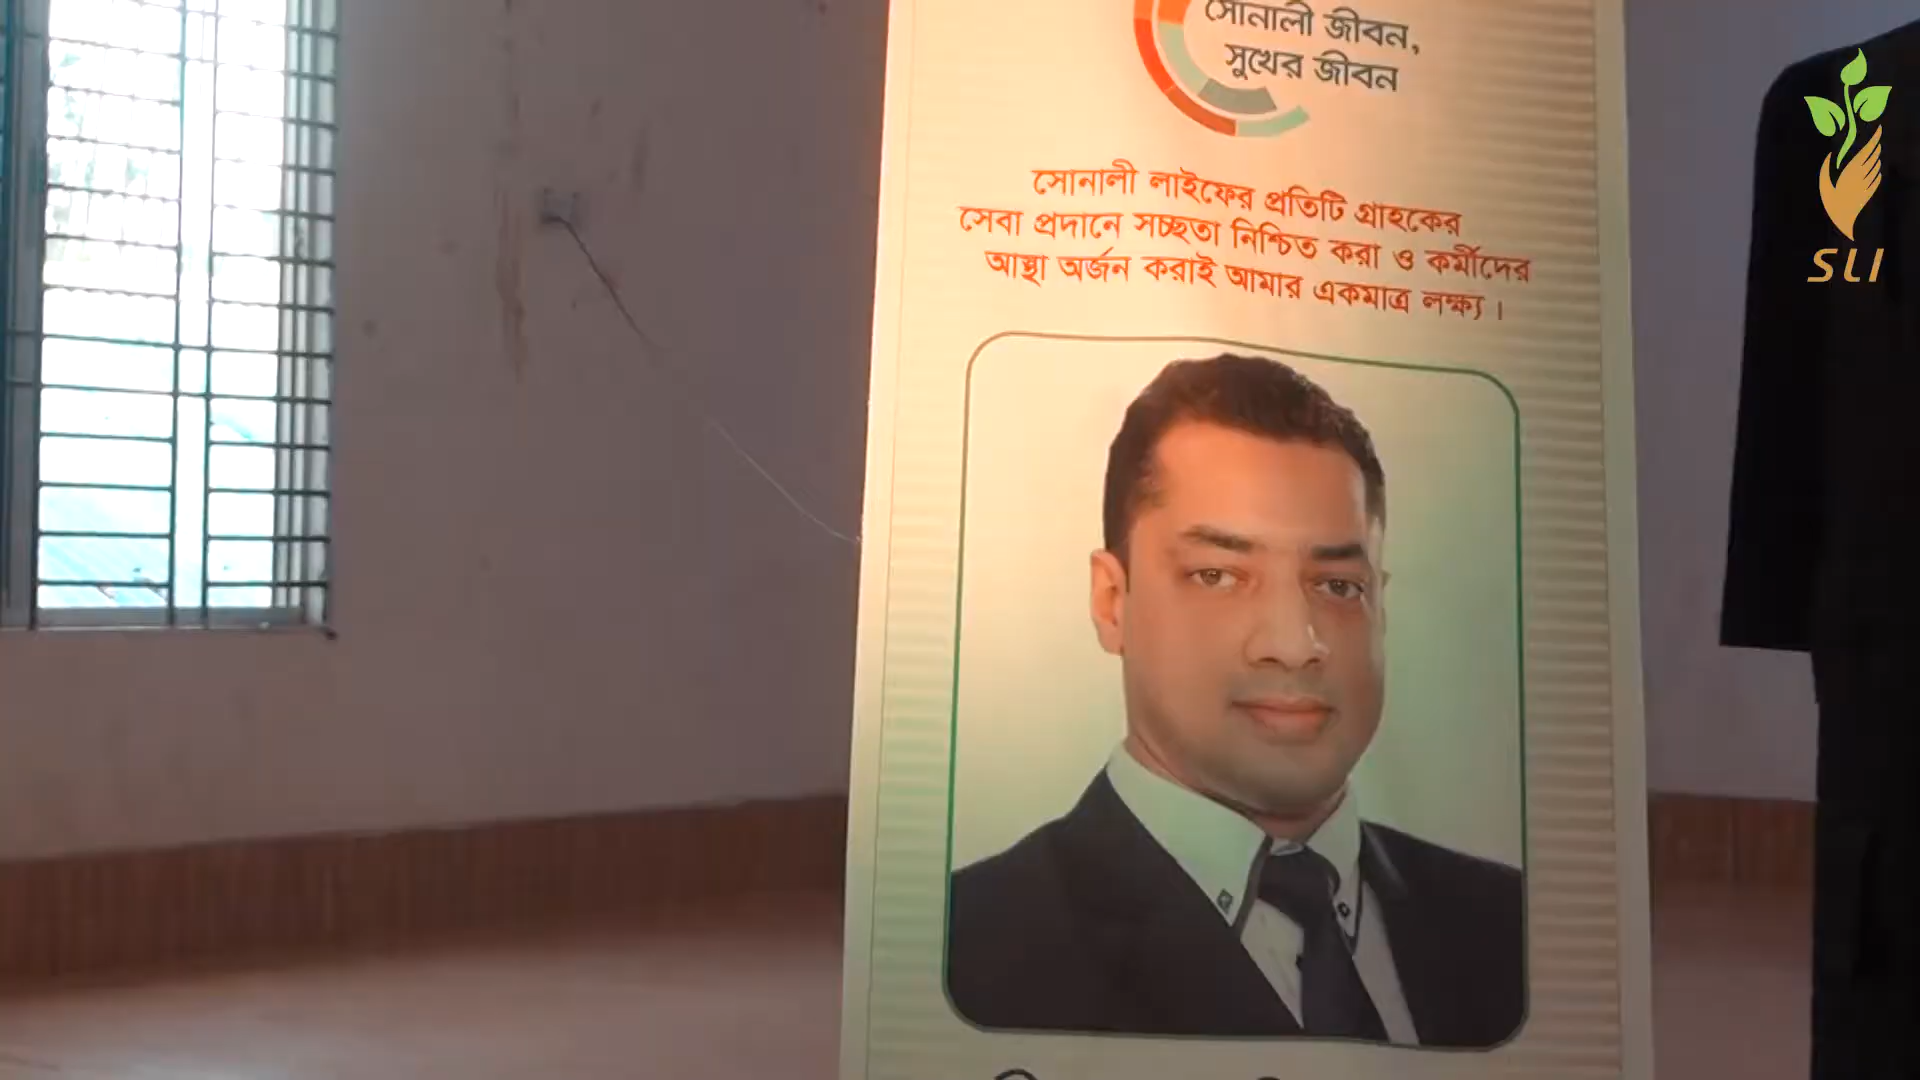 সোনালী জীবন,
সুখের জীবন
সোনালী লাইফের প্রতিটি গ্রাহকের
সেবা প্রদানে সচ্ছতা নিশ্চিত করা ও কর্মীদের
আস্থা অর্জন করাই আমার একমাত্র লক্ষ্য।
SLI